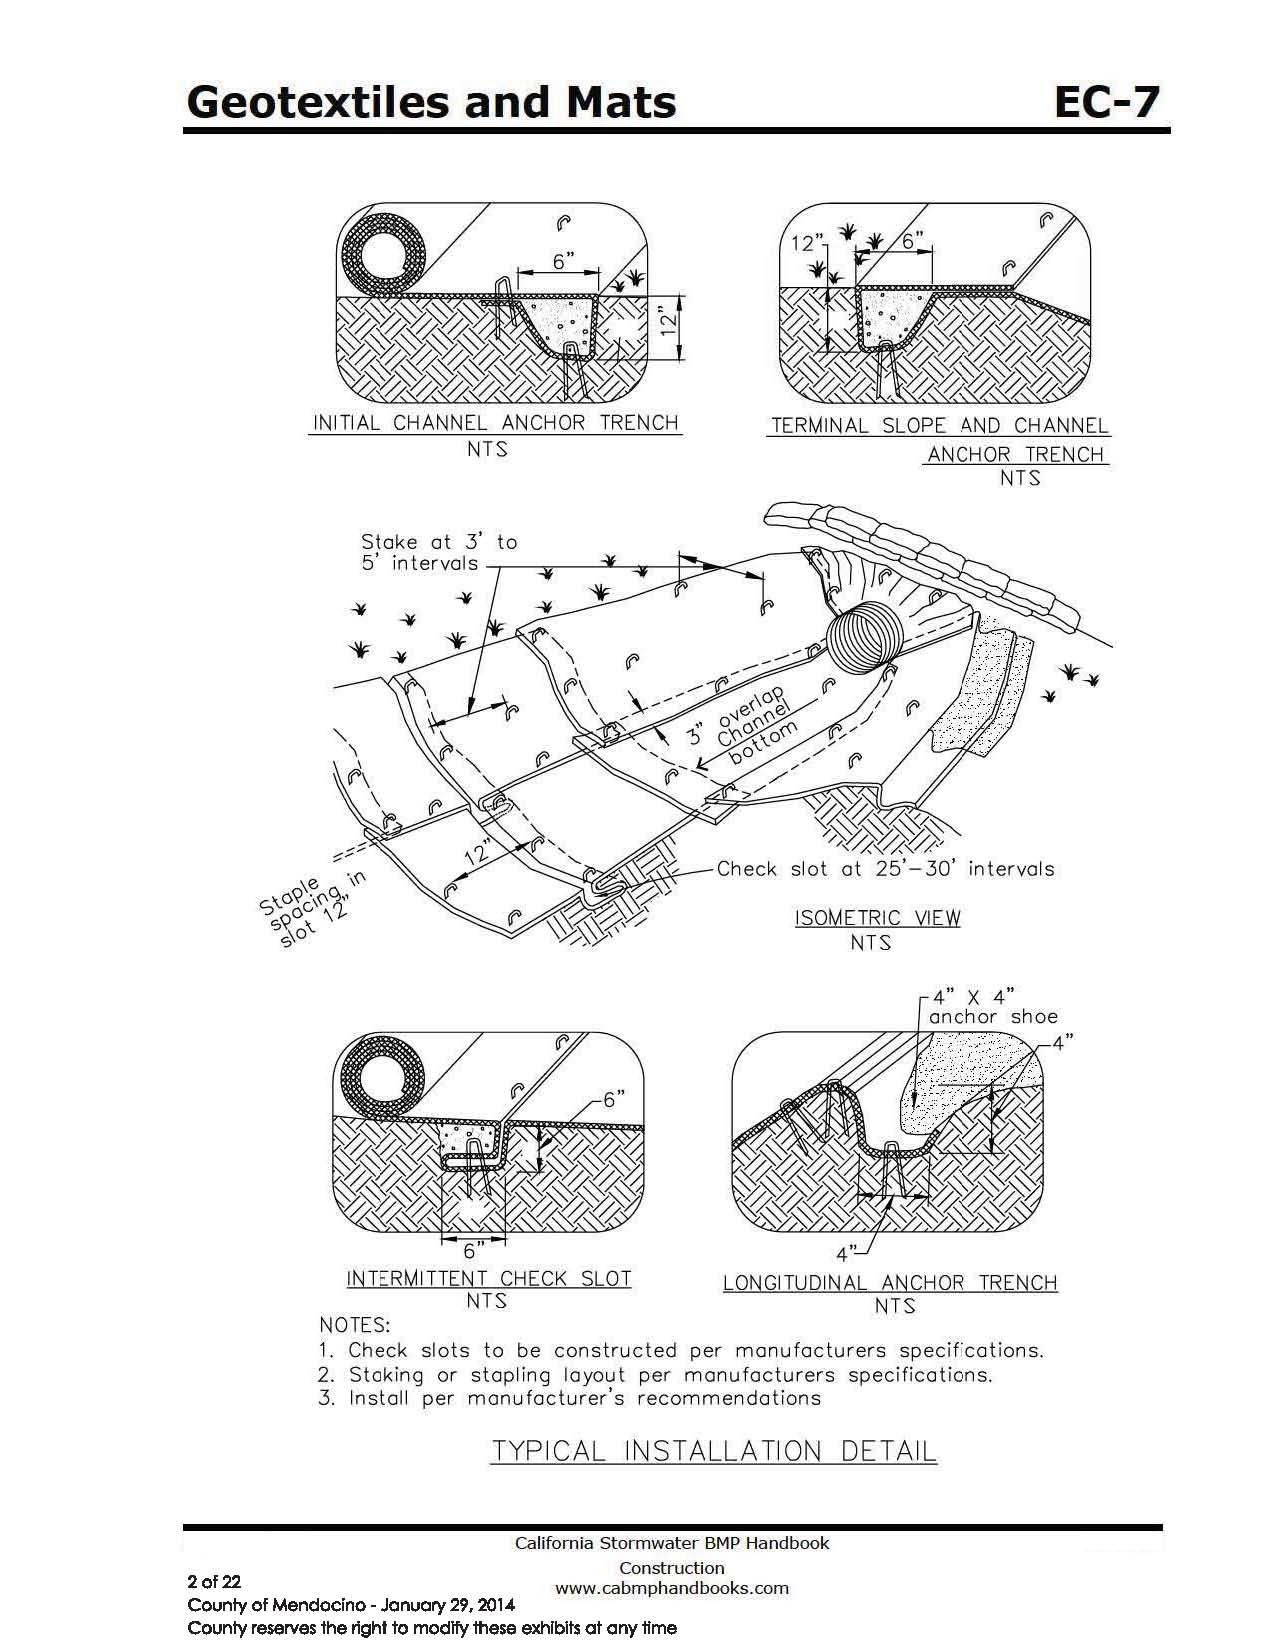 Geotextiles and Mats EC-7
6"
12"
INITIAL CHANNEL ANCHOR TRENCH
NTS
12" 6"
TERMINAL SLOPE AND CHANNEL
ANCHOR TRENCH
NTS
Stake at 3' to
5' intervals
3" overlap
Channel
bottom
12"
Staple
spacing in
slot 12"
Check slot at 25'-30' intervals
ISOMETRIC VIEW
NTS
6"
6"
INTERMITTENT CHECK SLOT
NTS
4" X 4"
anchor shoe
4"
4"
LONGITUDINAL ANCHOR TRENCH
NTS
NOTES:
1. Check slots to be constructed per manufacturers specifications.
2. Staking or stapling layout per manufacturers specifications.
3. Install per manufacturer's recommendations
TYPICAL INSTALLATION DETAIL
California Stormwater BMP Handbook
Construction
www.cabmphandbooks.com
2 of 22
County of Mendocino - January 29, 2014
County reserves the right to modify these exhibits at any time